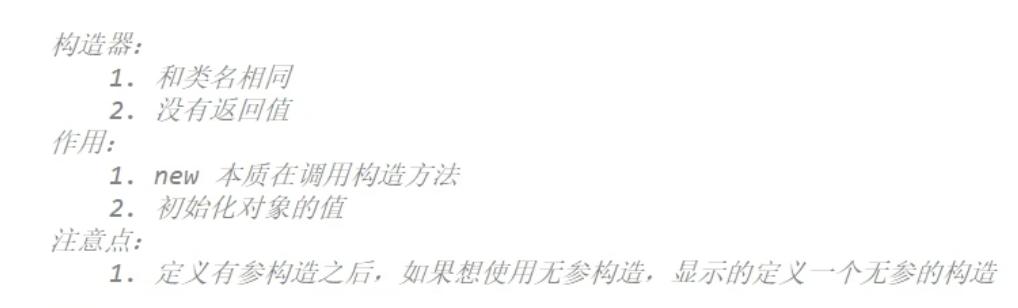 构造器：
1. 和类名相同
2. 没有返回值
作用：
1. new 本质在调用构造方法
2. 初始化对象的值
注意点：
1. 定义有参构造之后，如果想使用无参构造，显示的定义一个无参的构造